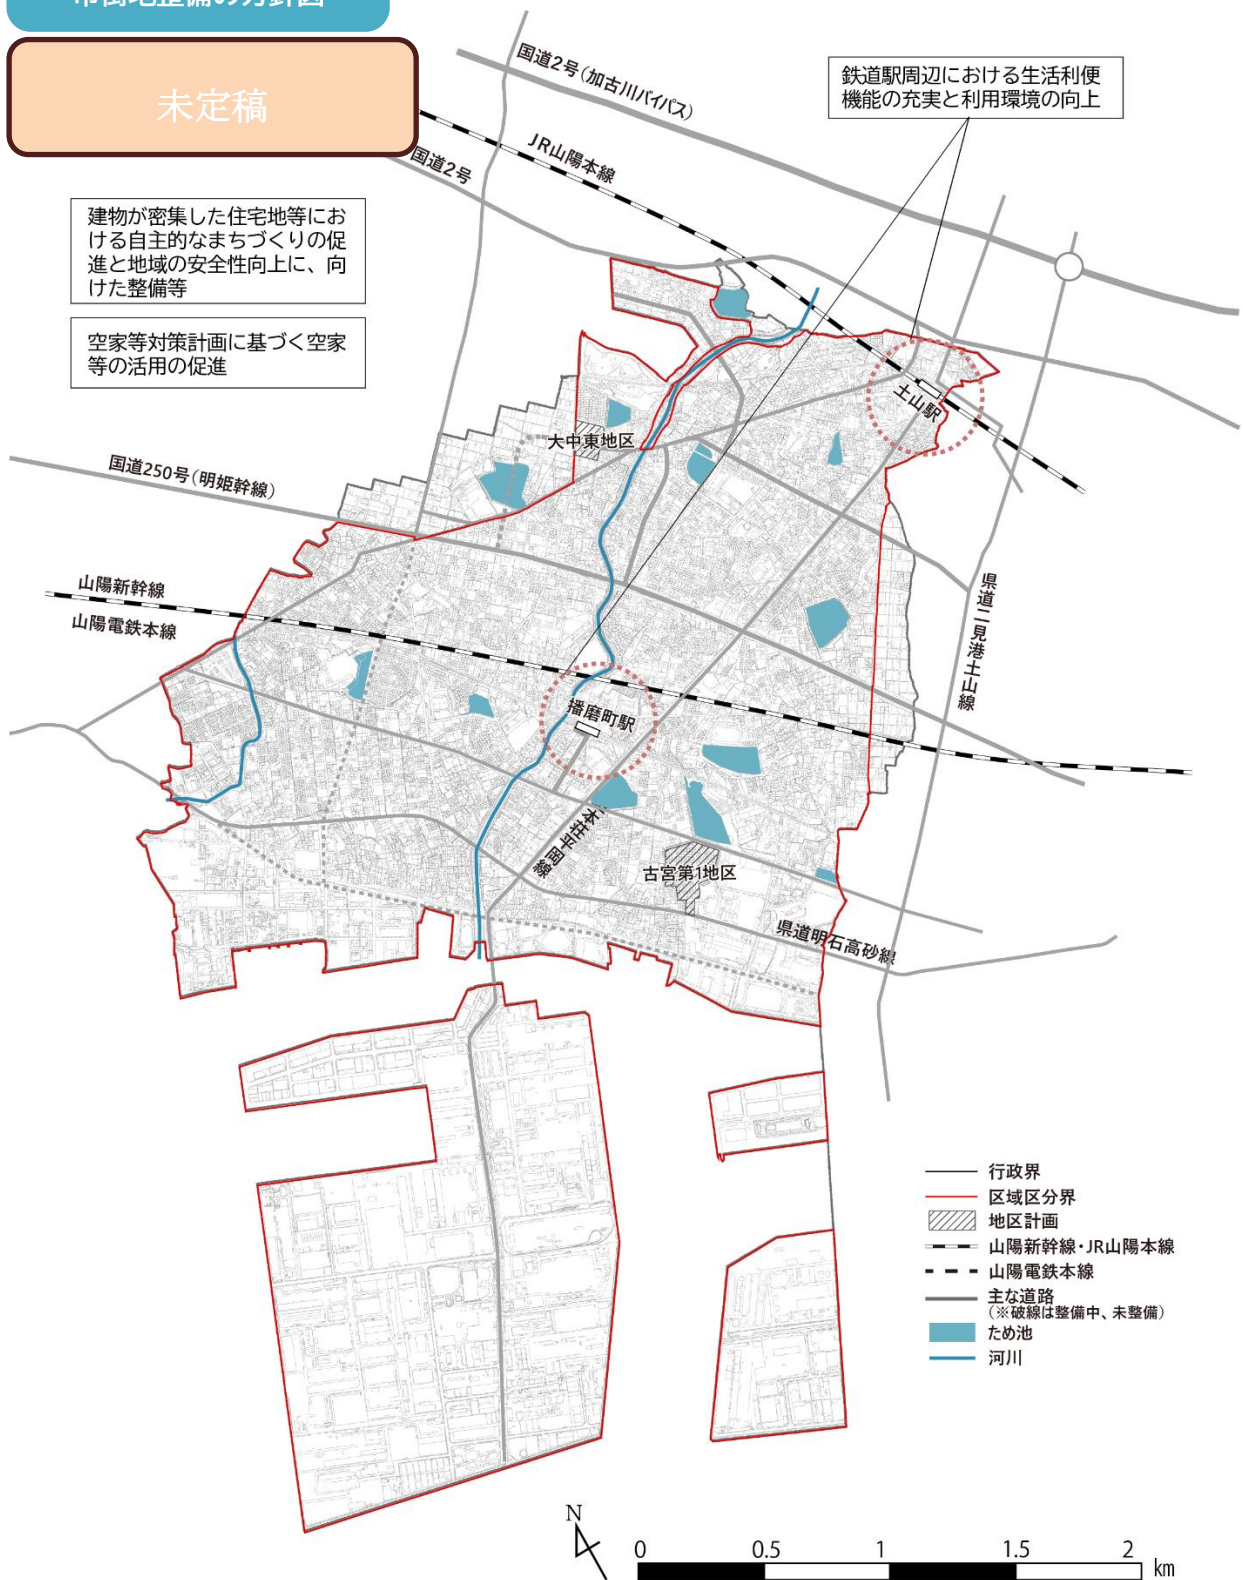 市街地整備の方針図
未定稿
国道2号(加古川バイパス)
鉄道駅周辺における生活利便
機能の充実と利用環境の向上
JR山陽本線
国道2号
建物が密集した住宅地等にお
ける自主的なまちづくりの促
進と地域の安全性向上に、向
けた整備等
空家等対策計画に基づく空家
等の活用の促進
土山駅
大中東地区
国道250号(明姫幹線)
山陽新幹線
山陽電鉄本線
県道二見港土山線
播磨町駅
本荘平岡線
古宮第1地区
県道明石高砂線
行政界
区域区分界
地区計画
山陽新幹線・JR山陽本線
山陽電鉄本線
主な道路
(※破線は整備中、未整備)
ため池
河川
N
0 0.5 1 1.5 2 km